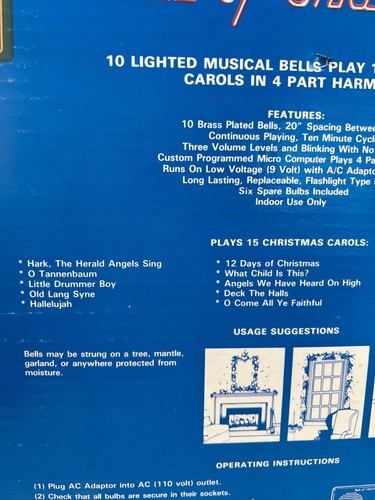 10 LIGHTED MUSICAL BELLS PLAY
CAROLS IN 4 PART
FEATURES:
10 Brass Plated Bells, 20" Spacing
Continuous Playing, Ten Minute
Three Volume Levels and Blinking With No
Custom Programmed Micro Computer Plays 4
Runs On Low Voltage (9 Volt) with A/C
Long Lasting, Replaceable, Flashlight Type
Six Spare Bulbs Included
Indoor Use Only
PLAYS 15 CHRISTMAS CAROLS:
* Hark, The Herald Angels Sing
* O Tannenbaum
* Little Drummer Boy
* Old Lang Syne
* Hallelujah
* 12 Days of Christmas
* What Child Is This?
* Angels We Have Heard On High
* Deck The Halls
* O Come All Ye Faithful
USAGE SUGGESTIONS
Bells may be strung on a tree, mantle,
garland, or anywhere protected from
moisture.
OPERATING INSTRUCTIONS
(1) Plug AC Adaptor into AC (110 volt) outlet.
(2) Check that all bulbs are secure in their sockets.